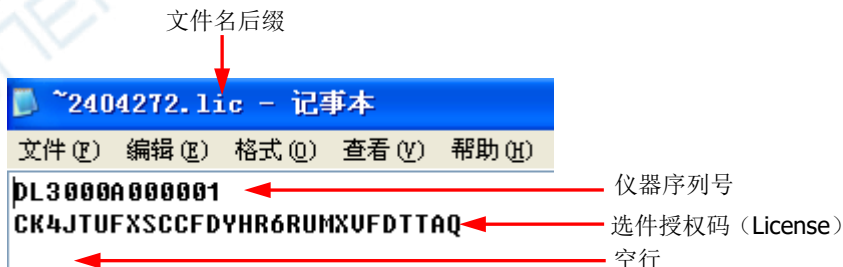 文件名后缀
~2404272.lic - 记事本
文件(F) 编辑(E) 格式(O) 查看(V) 帮助(H)
DL3000A000001 仪器序列号
CK4JTUFXSCCFDYHR6RUMXVFDTTAQ 选件授权码（License）
空行